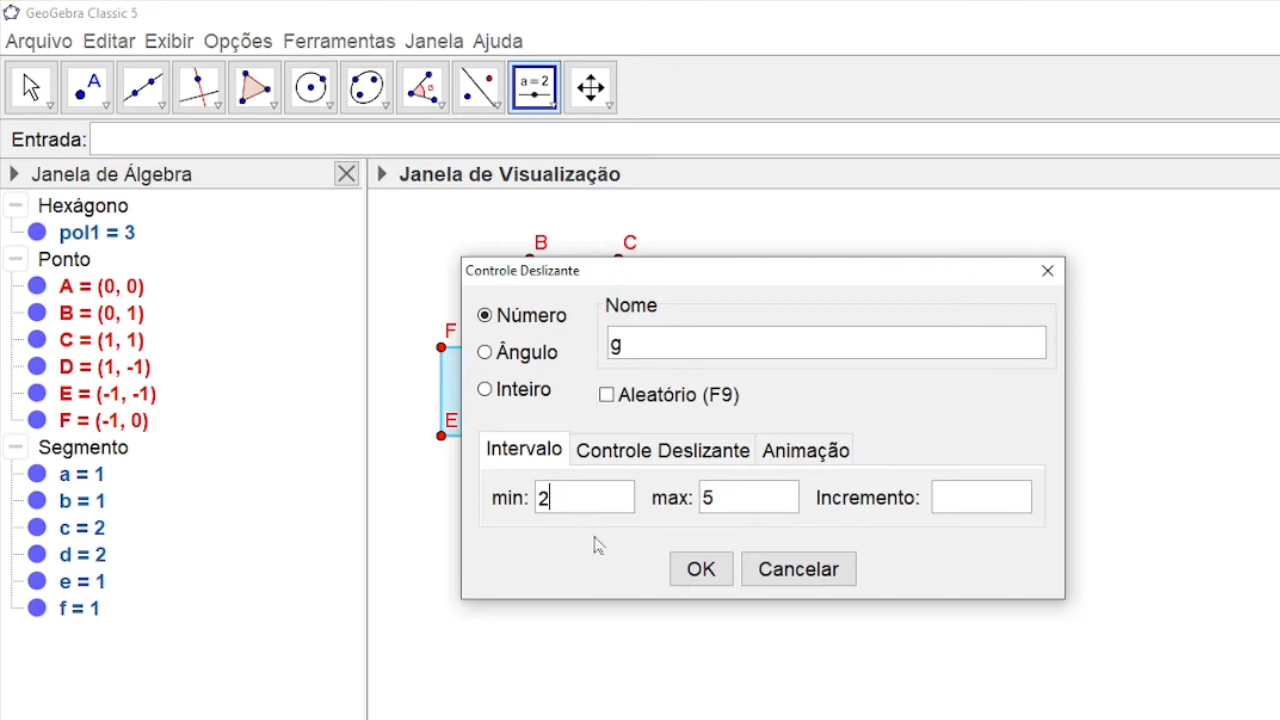 GeoGebra Classic 5
Arquivo Editar Exibir Opções Ferramentas Janela Ajuda
A
α
a = 2
Entrada:
Janela de Álgebra
Janela de Visualização
Hexágono
pol1 = 3
Ponto
A = (0, 0)
B = (0, 1)
C = (1, 1)
D = (1, -1)
E = (-1, -1)
F = (-1, 0)
Segmento
a = 1
b = 1
c = 2
d = 2
e = 1
f = 1
B C
F
E
Controle Deslizante
Número
Ângulo
Inteiro
Nome
g
Aleatório (F9)
Intervalo Controle Deslizante Animação
min: 2 max: 5 Incremento:
OK Cancelar